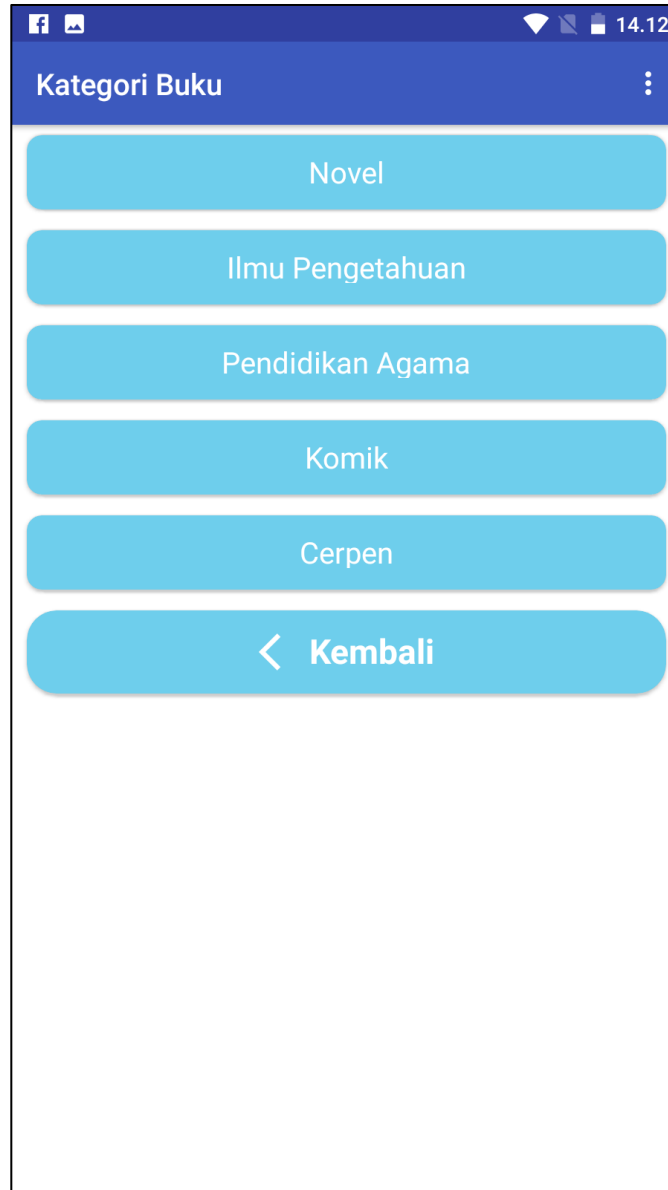 14.12
Kategori Buku
Novel
Ilmu Pengetahuan
Pendidikan Agama
Komik
Cerpen
Kembali